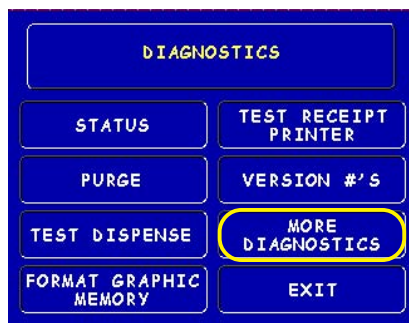 DIAGNOSTICS
STATUS
TEST RECEIPT
PRINTER
PURGE
VERSION #'S
TEST DISPENSE
MORE
DIAGNOSTICS
FORMAT GRAPHIC
MEMORY
EXIT